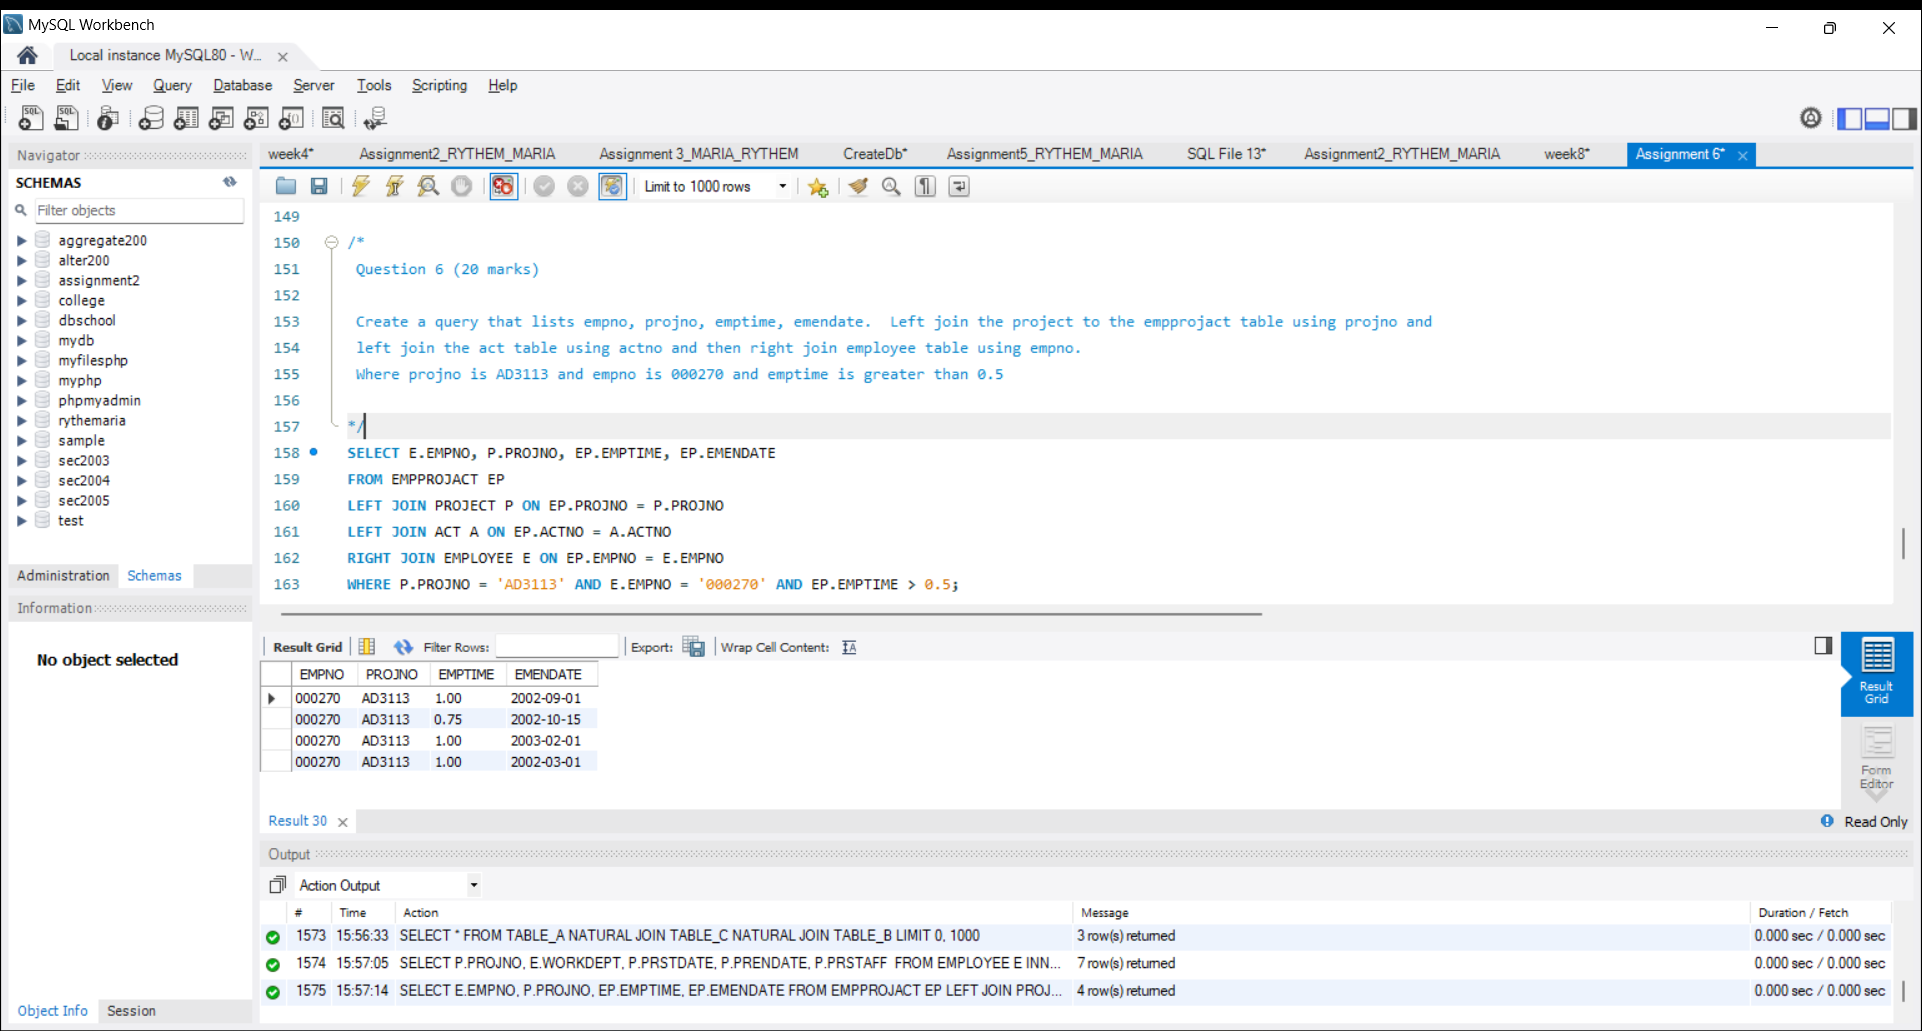 MySQL Workbench
Local instance MySQL80 - W...
File Edit View Query Database Server Tools Scripting Help
Navigator
SCHEMAS
Filter objects
aggregate200
alter200
assignment2
college
dbschool
mydb
myfilesphp
myphp
phpmyadmin
rythemaria
sample
sec2003
sec2004
sec2005
test
Administration Schemas
Information
No object selected
Object Info Session
week4* Assignment2_RYTHEM_MARIA Assignment 3_MARIA_RYTHEM CreateDb* Assignment5_RYTHEM_MARIA SQL File 13* Assignment2_RYTHEM_MARIA week8* Assignment 6*
Limit to 1000 rows
149
150 /*
151 Question 6 (20 marks)
152
153 Create a query that lists empno, projno, emptime, emendate. Left join the project to the empprojact table using projno and
154 left join the act table using actno and then right join employee table using empno.
155 Where projno is AD3113 and empno is 000270 and emptime is greater than 0.5
156
157 */
158 SELECT E.EMPNO, P.PROJNO, EP.EMPTIME, EP.EMENDATE
159 FROM EMPPROJACT EP
160 LEFT JOIN PROJECT P ON EP.PROJNO = P.PROJNO
161 LEFT JOIN ACT A ON EP.ACTNO = A.ACTNO
162 RIGHT JOIN EMPLOYEE E ON EP.EMPNO = E.EMPNO
163 WHERE P.PROJNO = 'AD3113' AND E.EMPNO = '000270' AND EP.EMPTIME > 0.5;
Result Grid Filter Rows: Export: Wrap Cell Content:
EMPNO PROJNO EMPTIME EMENDATE
000270 AD3113 1.00 2002-09-01
000270 AD3113 0.75 2002-10-15
000270 AD3113 1.00 2003-02-01
000270 AD3113 1.00 2002-03-01
Result
Grid
Form
Editor
Result 30
Read Only
Output
Action Output
# Time Action Message Duration / Fetch
1573 15:56:33 SELECT * FROM TABLE_A NATURAL JOIN TABLE_C NATURAL JOIN TABLE_B LIMIT 0, 1000 3 row(s) returned 0.000 sec / 0.000 sec
1574 15:57:05 SELECT P.PROJNO, E.WORKDEPT, P.PRSTDATE, P.PRENDATE, P.PRSTAFF FROM EMPLOYEE E INN... 7 row(s) returned 0.000 sec / 0.000 sec
1575 15:57:14 SELECT E.EMPNO, P.PROJNO, EP.EMPTIME, EP.EMENDATE FROM EMPPROJACT EP LEFT JOIN PROJ... 4 row(s) returned 0.000 sec / 0.000 sec